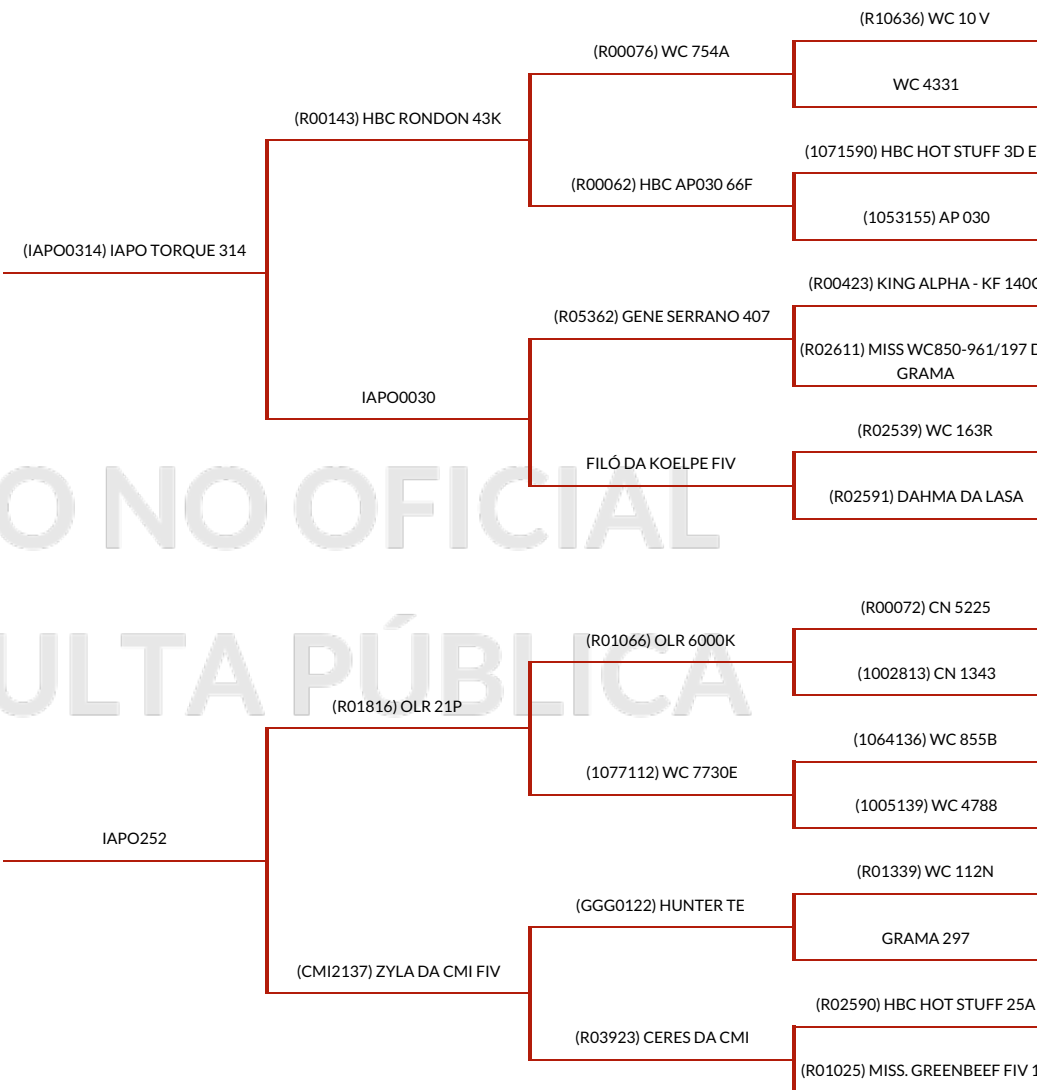 (R10636) WC 10 V
(R00076) WC 754A
WC 4331
(R00143) HBC RONDON 43K
(1071590) HBC HOT STUFF 3D E
(R00062) HBC AP030 66F
(1053155) AP 030
(IAPO0314) IAPO TORQUE 314
(R00423) KING ALPHA - KF 140G
(R05362) GENE SERRANO 407
(R02611) MISS WC850-961/197 D
GRAMA
IAPO0030
(R02539) WC 163R
FILÓ DA KOELPE FIV
(R02591) DAHMA DA LASA
O NO OFICIAL
(R00072) CN 5225
(R01066) OLR 6000K
(1002813) CN 1343
ULTA PÚBLICA
(R01816) OLR 21P
(1064136) WC 855B
(1077112) WC 7730E
(1005139) WC 4788
IAPO252
(R01339) WC 112N
(GGG0122) HUNTER TE
GRAMA 297
(CMI2137) ZYLA DA CMI FIV
(R02590) HBC HOT STUFF 25A
(R03923) CERES DA CMI
(R01025) MISS. GREENBEEF FIV 1